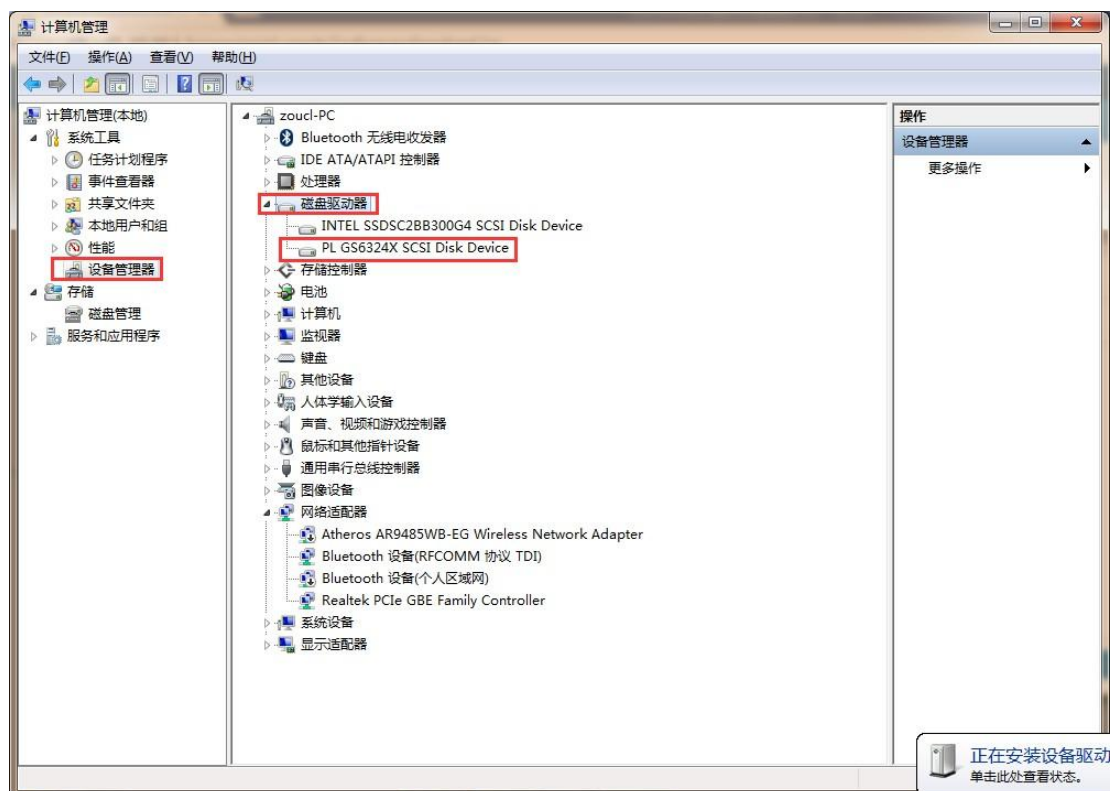 计算机管理
文件(F) 操作(A) 查看(V) 帮助(H)
计算机管理(本地)
系统工具
任务计划程序
事件查看器
共享文件夹
本地用户和组
性能
设备管理器
存储
磁盘管理
服务和应用程序
zoucl-PC
Bluetooth 无线电收发器
IDE ATA/ATAPI 控制器
处理器
磁盘驱动器
INTEL SSDSC2BB300G4 SCSI Disk Device
PL GS6324X SCSI Disk Device
存储控制器
电池
计算机
监视器
键盘
其他设备
人体学输入设备
声音、视频和游戏控制器
鼠标和其他指针设备
通用串行总线控制器
图像设备
网络适配器
Atheros AR9485WB-EG Wireless Network Adapter
Bluetooth 设备(RFCOMM 协议 TDI)
Bluetooth 设备(个人区域网)
Realtek PCIe GBE Family Controller
系统设备
显示适配器
操作
设备管理器
更多操作
正在安装设备驱动
单击此处查看状态。